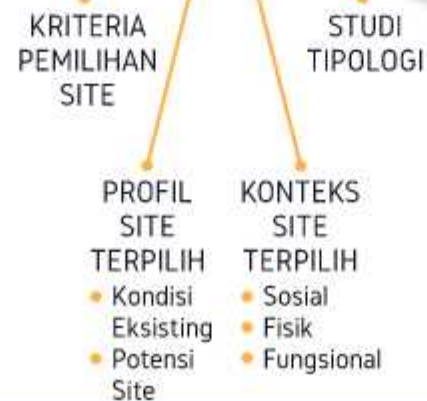 KRITERIA
PEMILIHAN
SITE
STUDI
TIPOLOGI
PROFIL
SITE
TERPILIH
• Kondisi
Eksisting
• Potensi
Site
KONTEKS
SITE
TERPILIH
• Sosial
• Fisik
• Fungsional